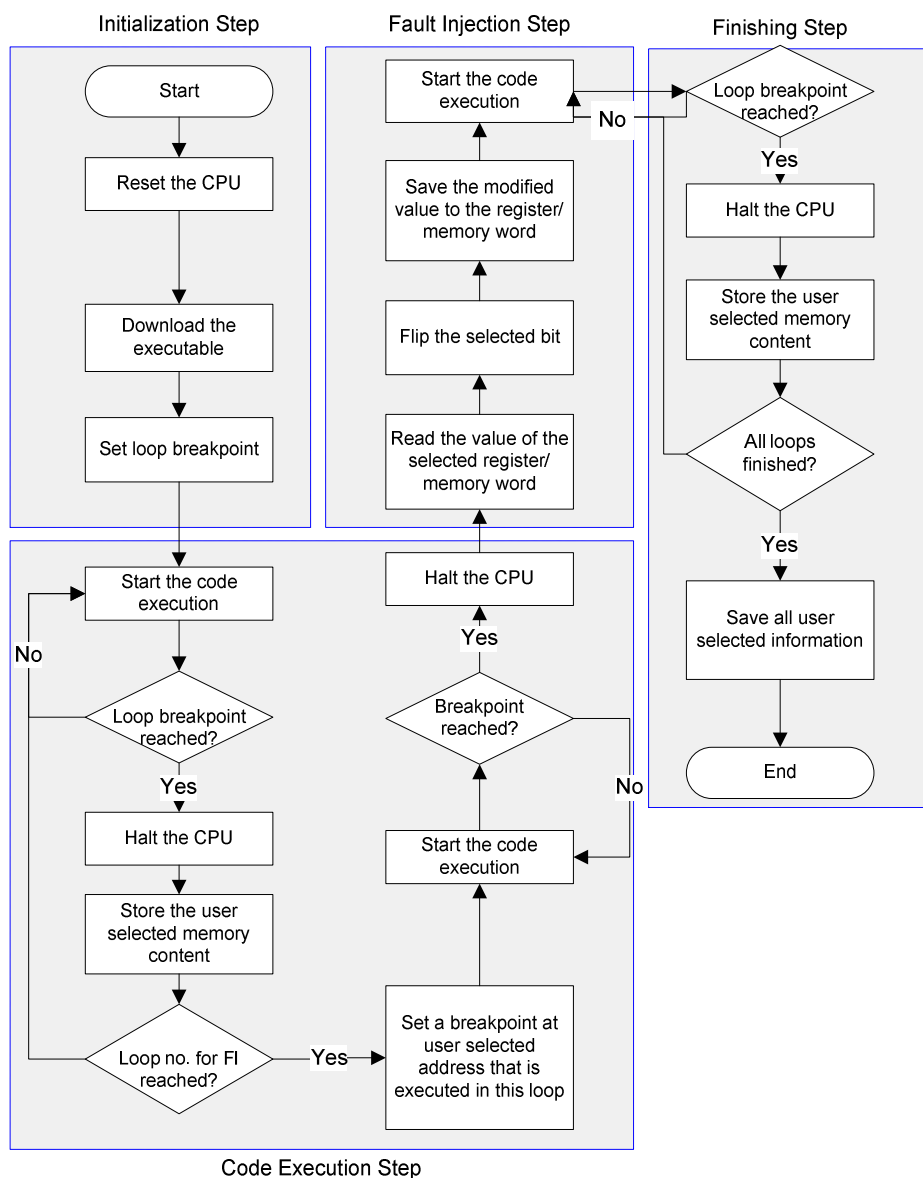 Initialization Step
Start
Reset the CPU
Download the
executable
Set loop breakpoint
Fault Injection Step
Start the code
execution
No
Save the modified
value to the register/
memory word
Flip the selected bit
Read the value of the
selected register/
memory word
Finishing Step
Loop breakpoint
reached?
Yes
Halt the CPU
Store the user
selected memory
content
All loops
finished?
Yes
Save all user
selected information
End
Start the code
execution
No
Loop breakpoint
reached?
Yes
Halt the CPU
Store the user
selected memory
content
Loop no. for FI
reached?
Yes
Halt the CPU
Yes
Breakpoint
reached?
No
Start the code
execution
Set a breakpoint at
user selected
address that is
executed in this loop
Code Execution Step